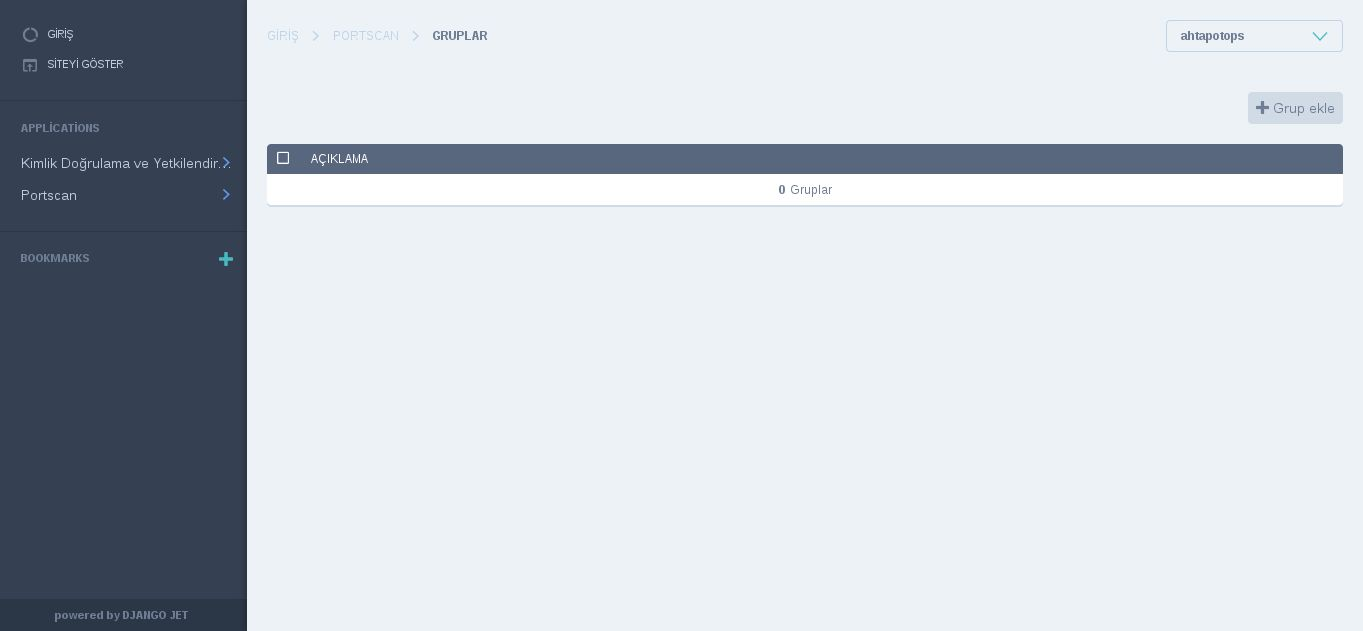 GİRİŞ
SİTEYİ GÖSTER
APPLİCATİONS
Kimlik Doğrulama ve Yetkilendir...
Portscan
BOOKMARKS
powered by DJANGO JET
GİRİŞ PORTSCAN GRUPLAR
ahtapotops
Grup ekle
AÇIKLAMA
0 Gruplar